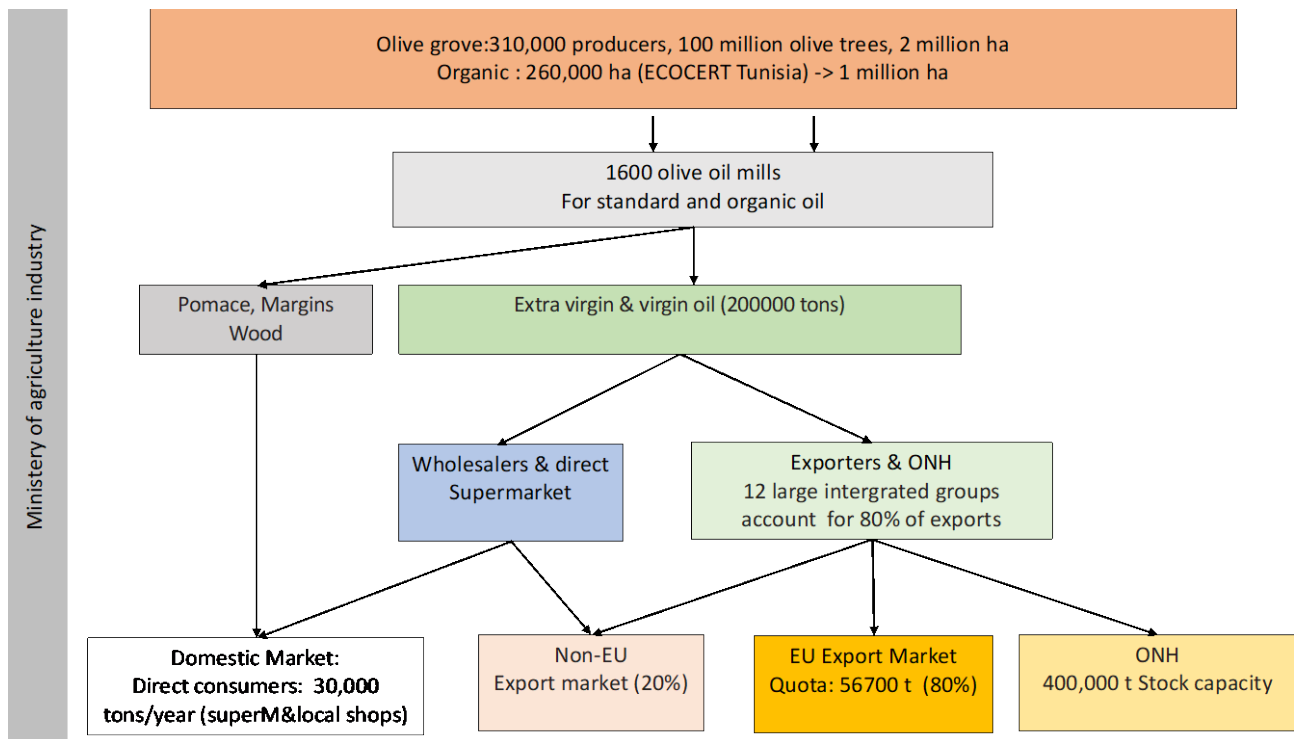 Ministery of agriculture industry
Olive grove:310,000 producers, 100 million olive trees, 2 million ha
Organic : 260,000 ha (ECOCERT Tunisia) -> 1 million ha
1600 olive oil mills
For standard and organic oil
Pomace, Margins
Wood
Extra virgin & virgin oil (200000 tons)
Wholesalers & direct
Supermarket
Exporters & ONH
12 large intergrated groups
account for 80% of exports
Domestic Market:
Direct consumers: 30,000
tons/year (superM&local shops)
Non-EU
Export market (20%)
EU Export Market
Quota: 56700 t (80%)
ONH
400,000 t Stock capacity